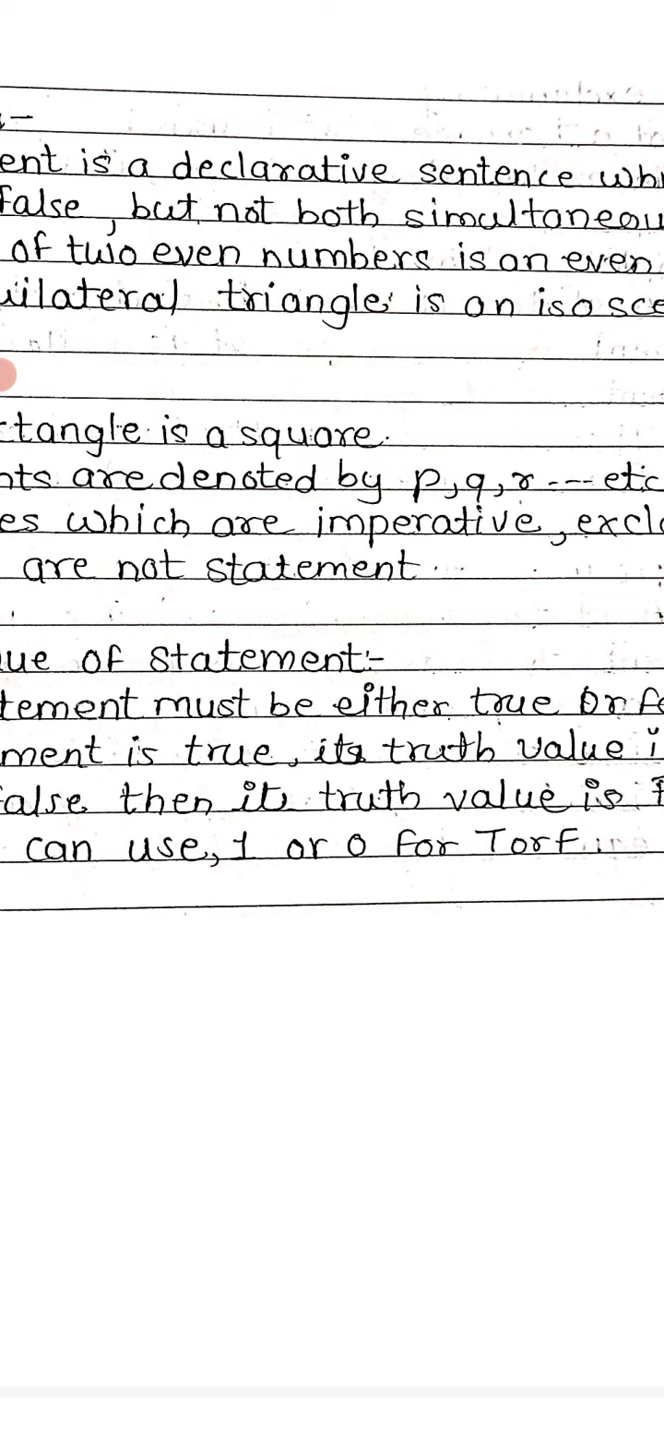 :-
ent is a declarative sentence whi
false, but not both simultaneou
of two even numbers is an even
uilateral triangle is an isosce
ctangle is a square.
nts are denoted by p, q, r --- etc
es which are imperative, excla
are not statement.
ue of statement:-
tement must be either true or fa
ment is true, its truth value i
alse then its truth value is F
can use, 1 or 0 for T or F.